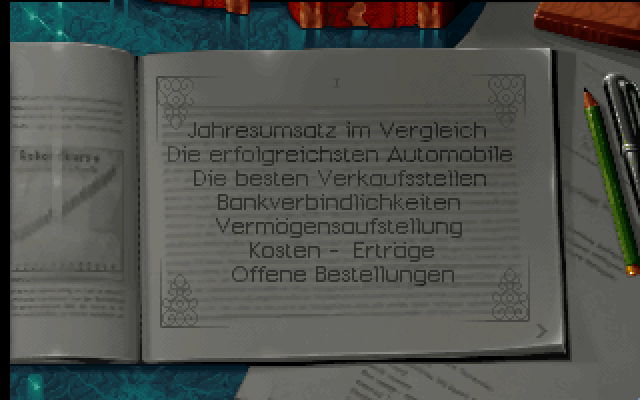 I
Jahresumsatz im Vergleich
Die erfolgreichsten Automobile
Die besten Verkaufsstellen
Bankverbindlichkeiten
Vermögensaufstellung
Kosten - Erträge
Offene Bestellungen